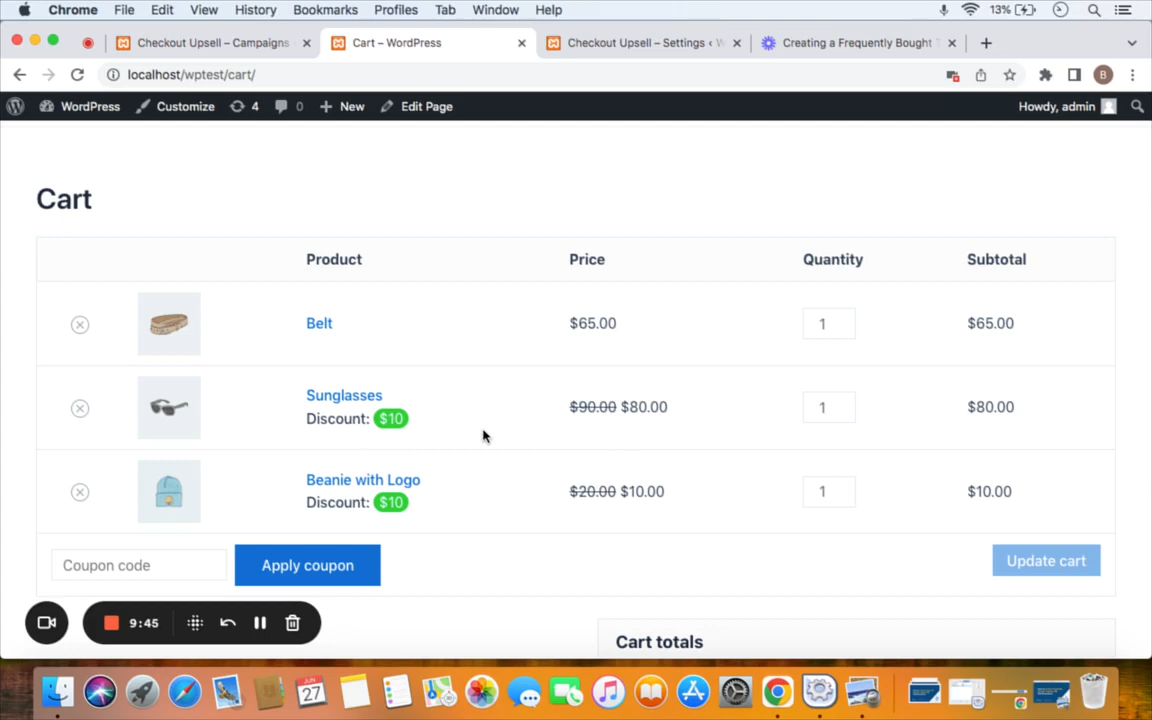 Chrome File Edit View History Bookmarks Profiles Tab Window Help 13%
Checkout Upsell – Campaigns Cart – WordPress Checkout Upsell – Settings ‹ Creating a Frequently Bought
localhost/wptest/cart/ B
WordPress Customize 4 0 New Edit Page Howdy, admin
Cart
Product Price Quantity Subtotal
Belt $65.00 1 $65.00
Sunglasses
Discount: $10 $90.00 $80.00 1 $80.00
Beanie with Logo
Discount: $10 $20.00 $10.00 1 $10.00
Coupon code Apply coupon Update cart
9:45
Cart totals
JUN
27